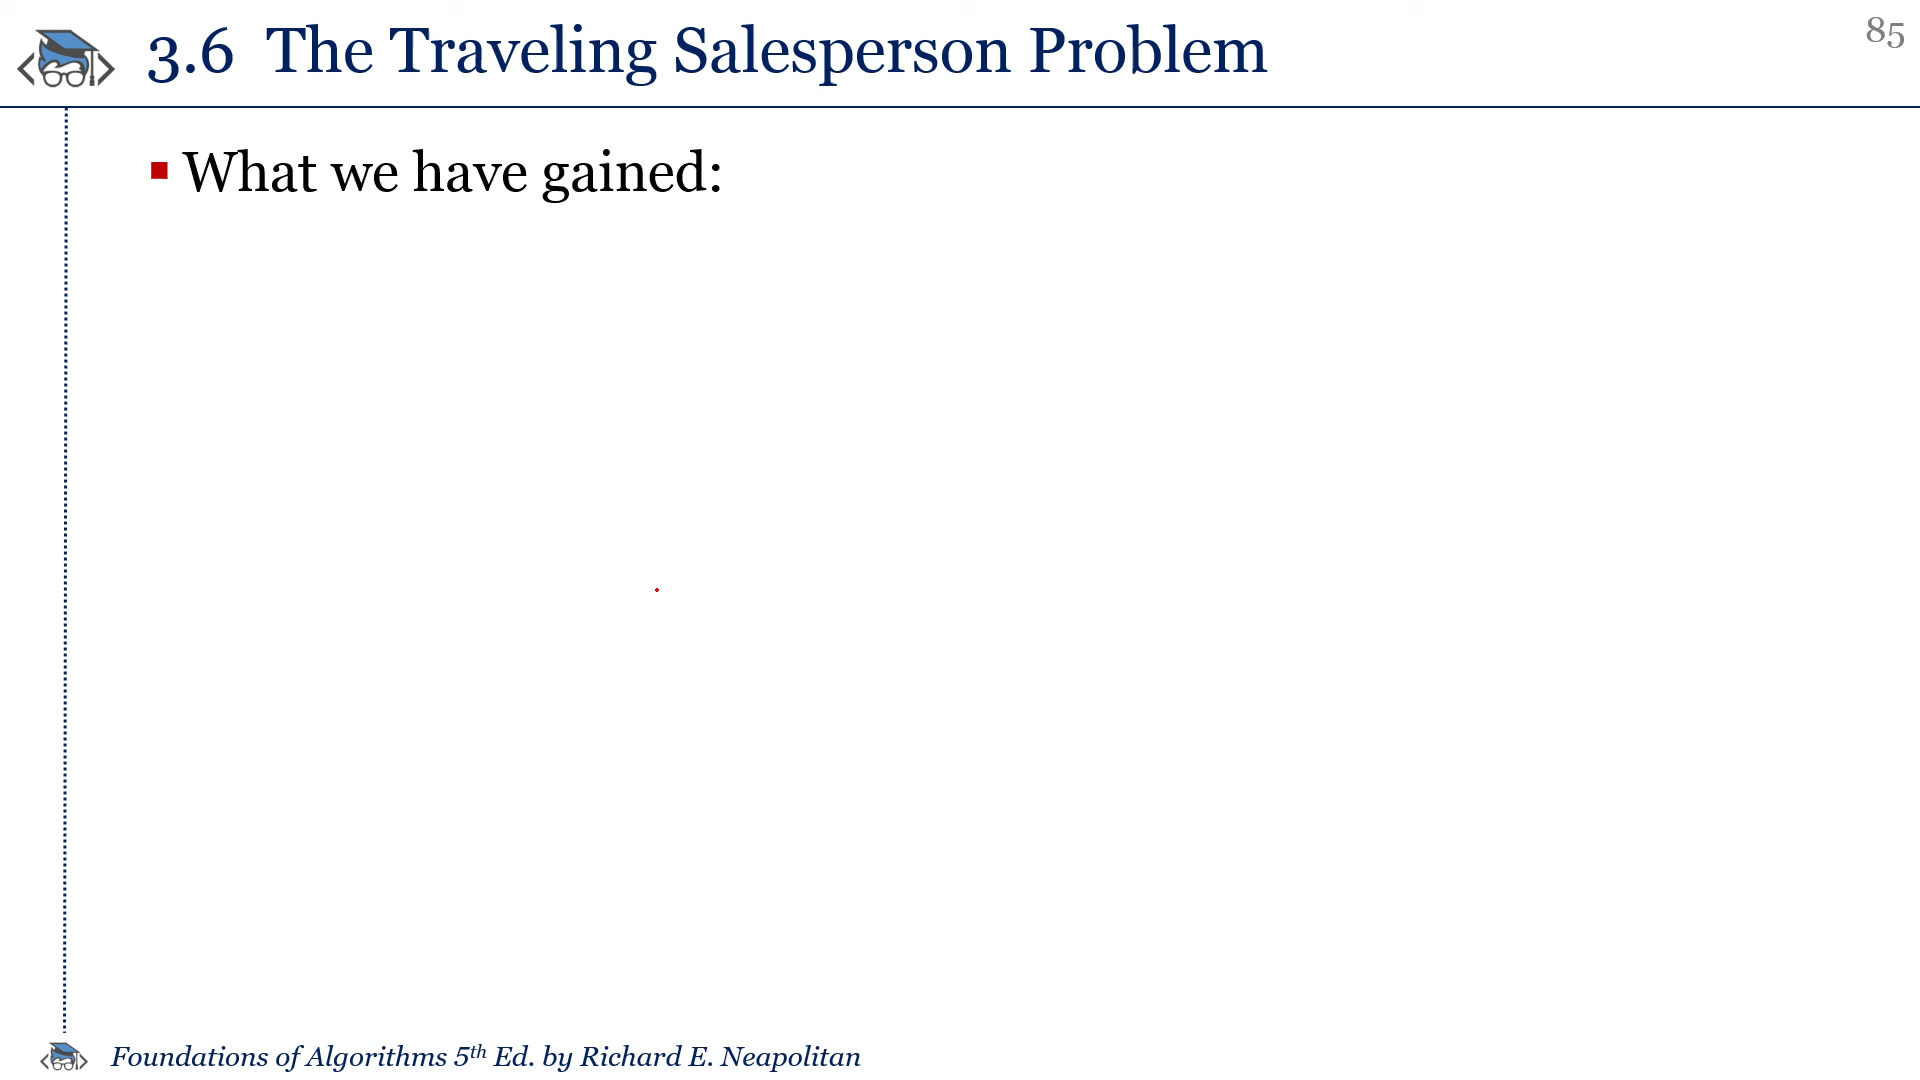 3.6 The Traveling Salesperson Problem
85
What we have gained:
Foundations of Algorithms 5th Ed. by Richard E. Neapolitan